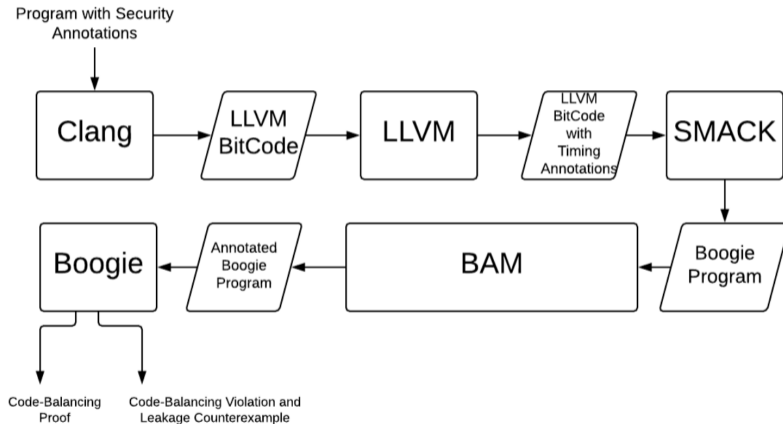 Program with Security
Annotations
Clang
LLVM
BitCode
LLVM
LLVM
BitCode
with
Timing
Annotations
SMACK
Boogie
Annotated
Boogie
Program
BAM
Boogie
Program
Code-Balancing
Proof
Code-Balancing Violation and
Leakage Counterexample